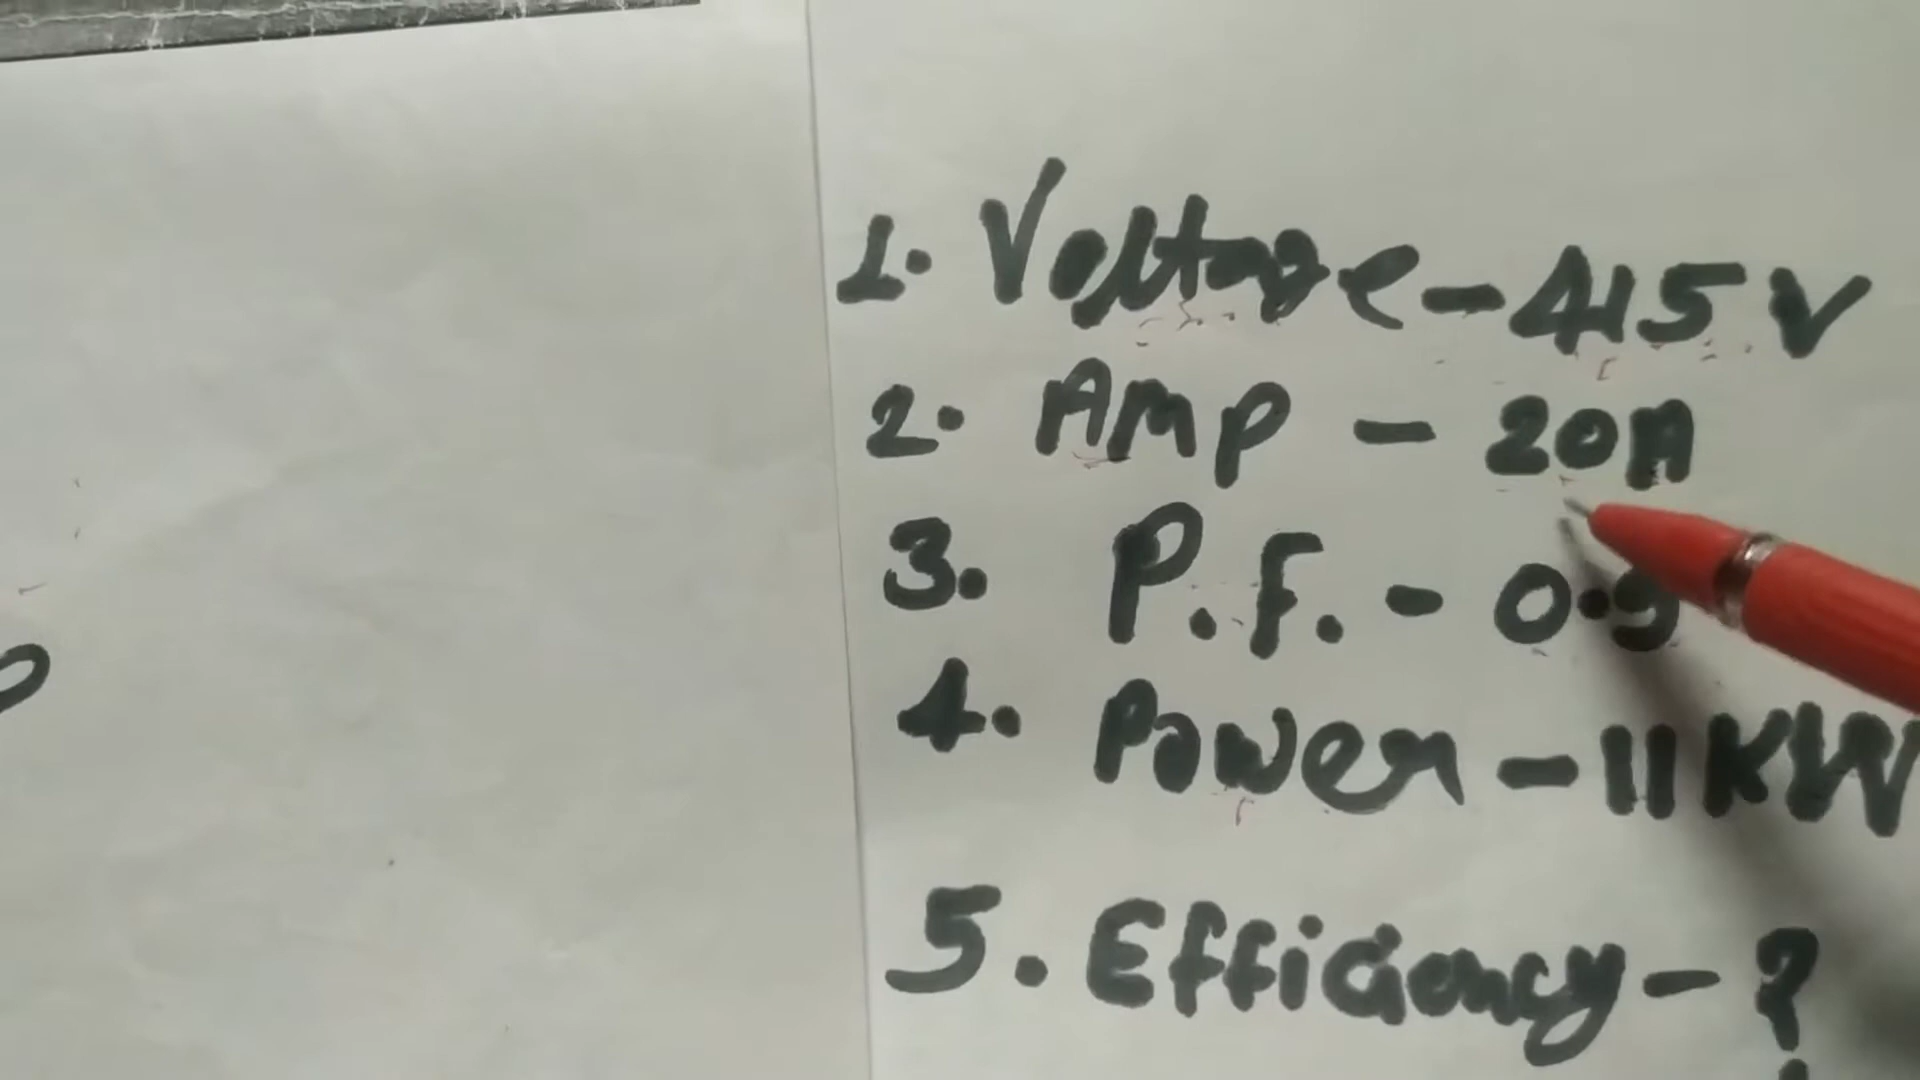 1. Voltage - 415 V
2. Amp - 20A
3. P.F. - 0.9
4. Power - 11 KW
5. Efficiency - ?